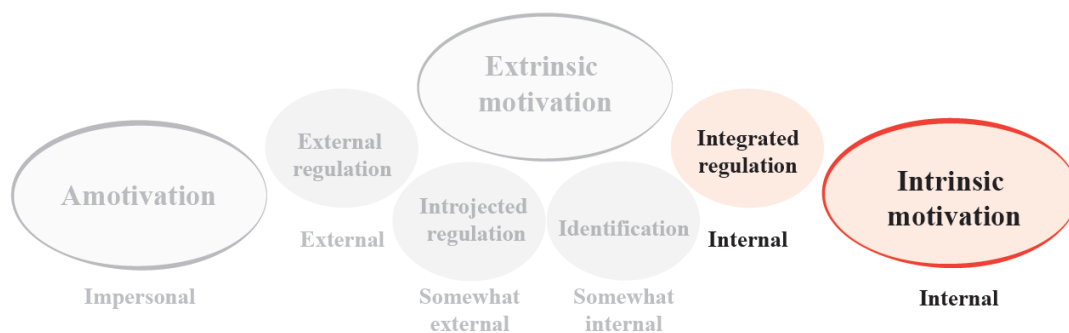 Extrinsic
motivation
External
regulation
Integrated
regulation
Amotivation
Introjected
regulation
Identification
Intrinsic
motivation
External
Internal
Impersonal
Somewhat
external
Somewhat
internal
Internal